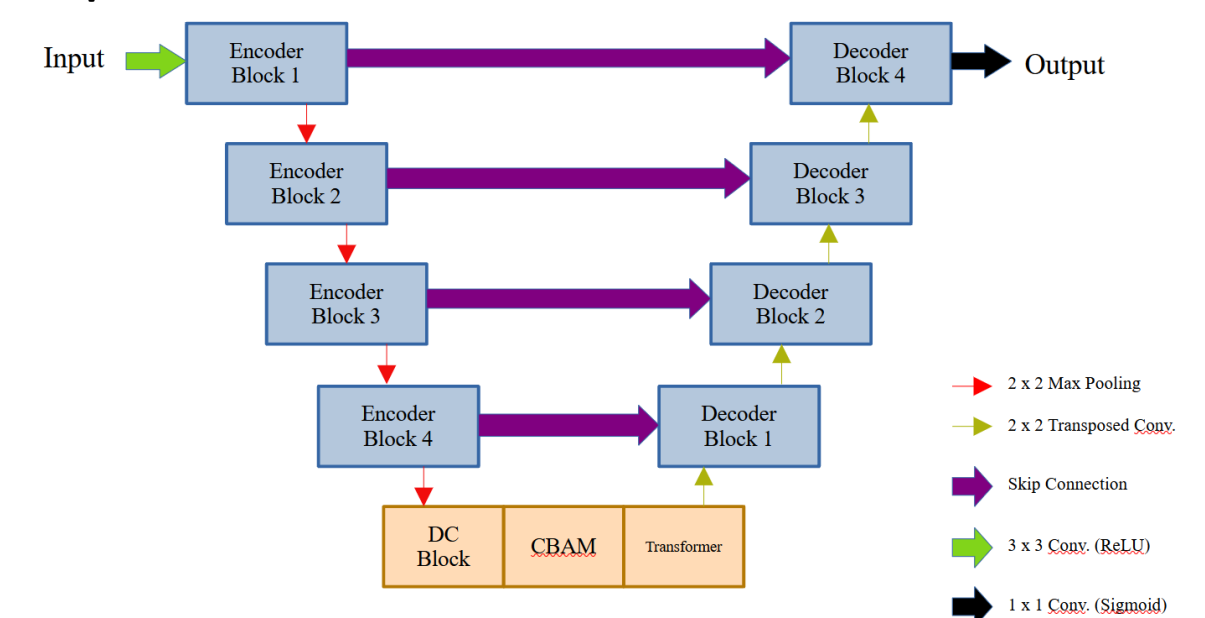 Input
Encoder
Block 1
Decoder
Block 4
Output
Encoder
Block 2
Decoder
Block 3
Encoder
Block 3
Decoder
Block 2
Encoder
Block 4
Decoder
Block 1
DC
Block
CBAM
Transformer
2 x 2 Max Pooling
2 x 2 Transposed Conv.
Skip Connection
3 x 3 Conv. (ReLU)
1 x 1 Conv. (Sigmoid)